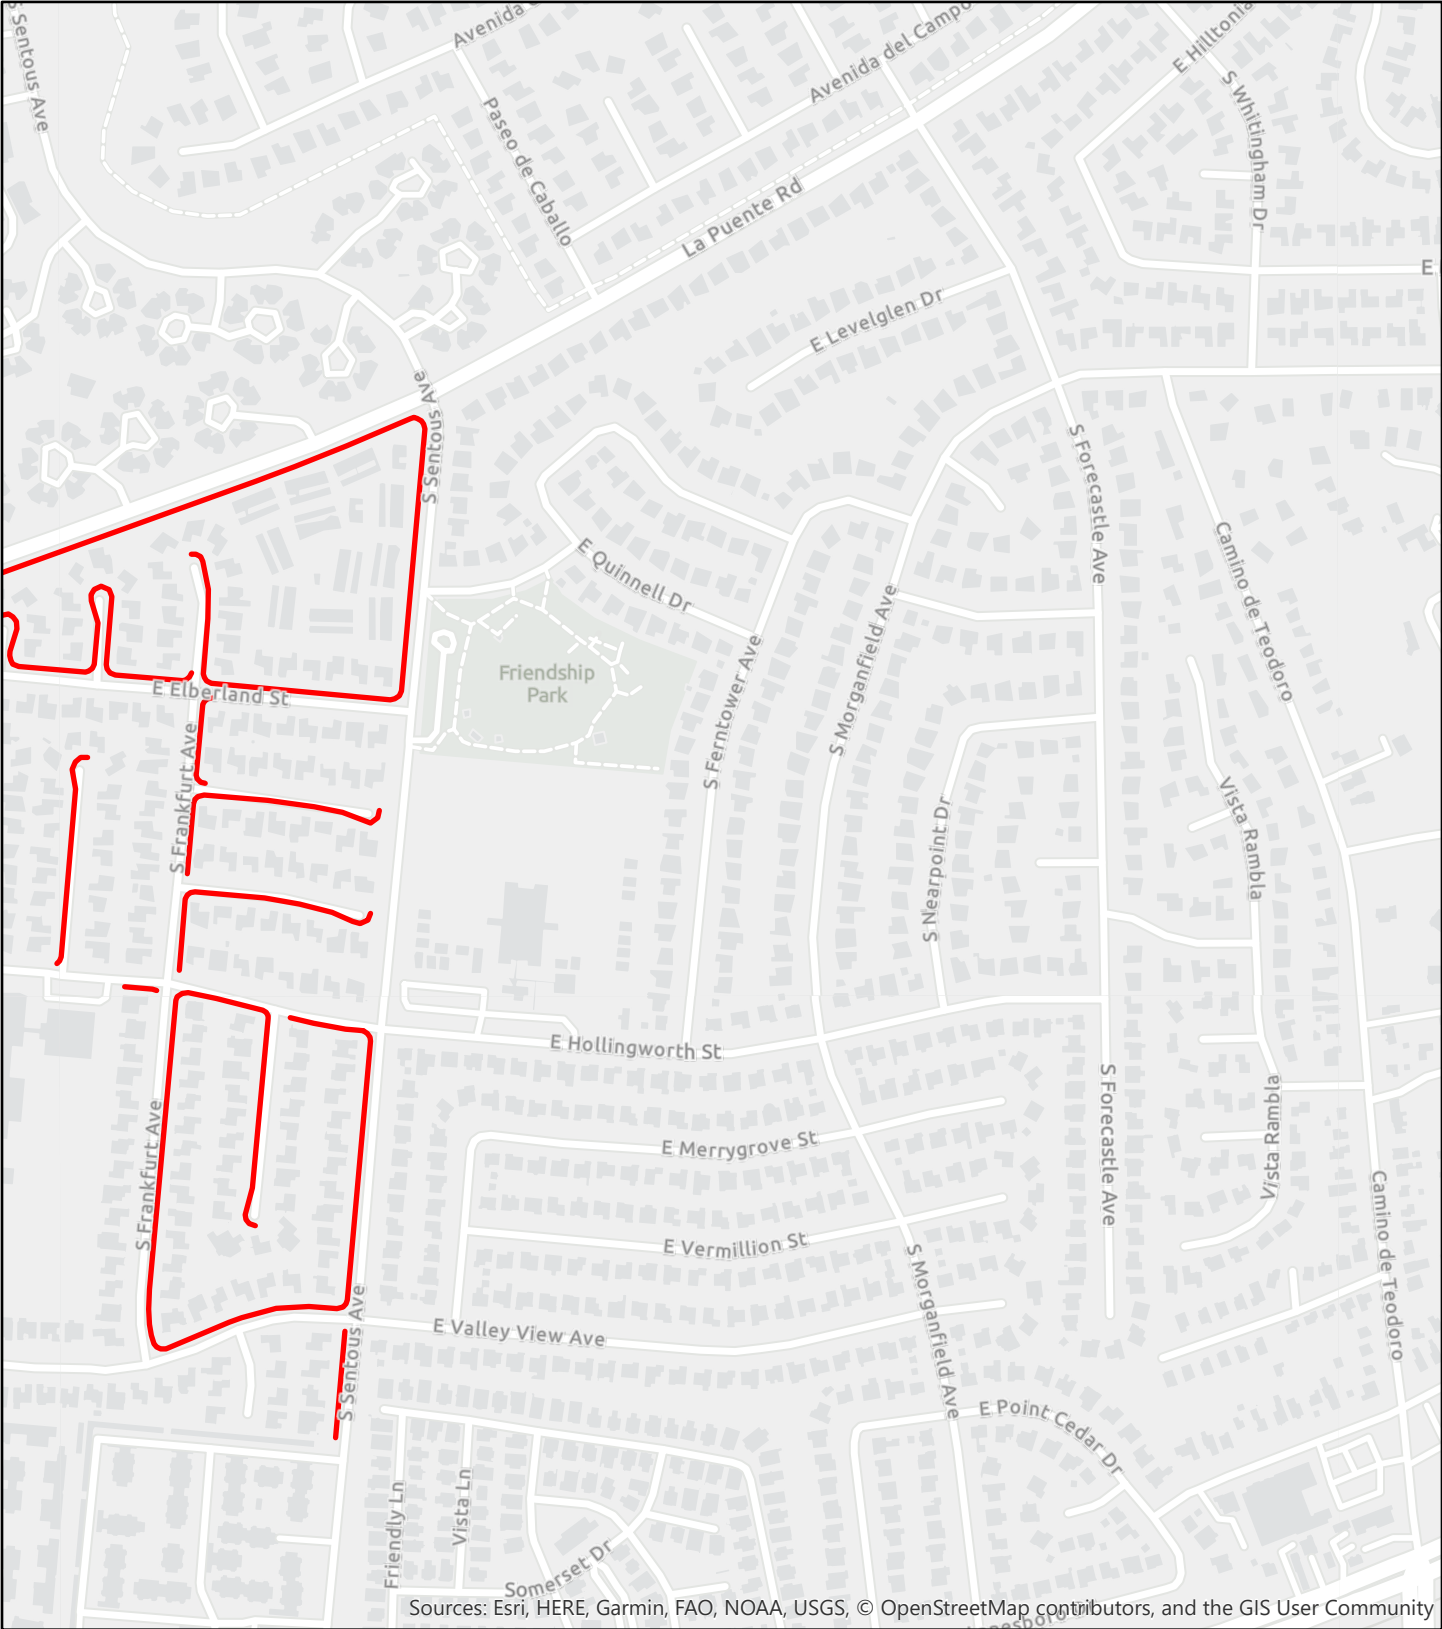 S Sentous Ave
Avenida
Avenida del Campo
E Hilltonia
S Whitingham Dr
Paseo de Caballo
La Puente Rd
E
E Levelglen Dr
S Sentous Ave
S Sentous Ave
S Forecastle Ave
Camino de Teodoro
E Quinnell Dr
S Morganfield Ave
S Ferntower Ave
Friendship
Park
E Elberland St
S Frankfurt Ave
S Nearpoint Dr
Vista Rambla
E Hollingworth St
S Forecastle Ave
Vista Rambla
S Frankfurt Ave
E Merrygrove St
E Vermillion St
Camino de Teodoro
S Morganfield Ave
E Valley View Ave
S Sentous Ave
E Point Cedar Dr
Friendly Ln
Vista Ln
Somerset Dr
Sources: Esri, HERE, Garmin, FAO, NOAA, USGS, © OpenStreetMap contributors, and the GIS User Community